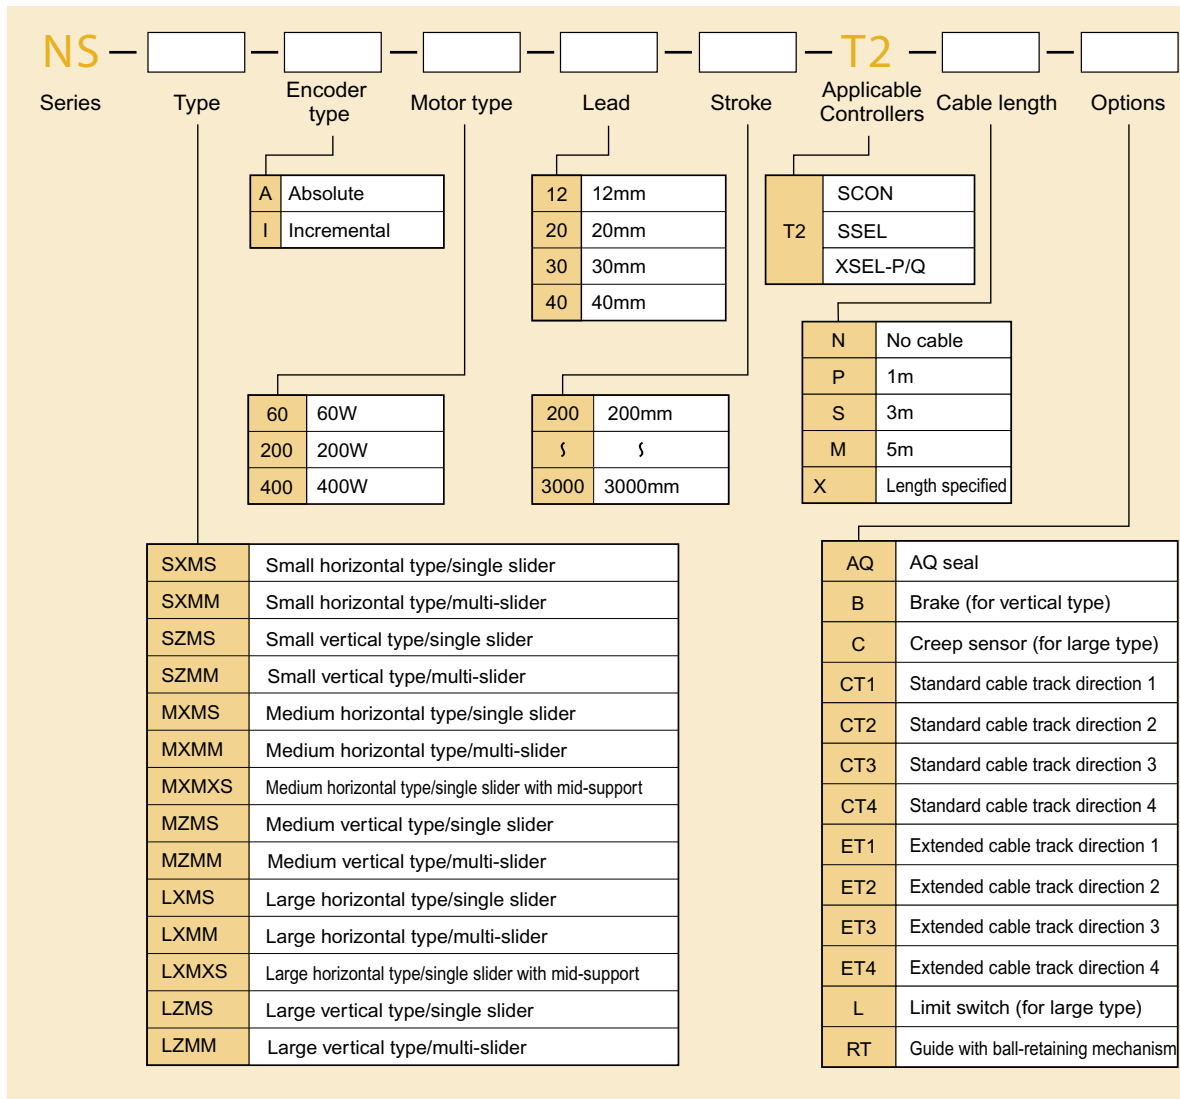 NS — — — — — — T2 — —
Series Type Encoder type Motor type Lead Stroke Applicable Controllers Cable length Options
A Absolute
I Incremental
12 12mm
20 20mm
30 30mm
40 40mm
T2 SCON
SSEL
XSEL-P/Q
N No cable
P 1m
S 3m
M 5m
X Length specified
60 60W
200 200W
400 400W
200 200mm
∫ ∫
3000 3000mm
SXMS Small horizontal type/single slider
SXMM Small horizontal type/multi-slider
SZMS Small vertical type/single slider
SZMM Small vertical type/multi-slider
MXMS Medium horizontal type/single slider
MXMM Medium horizontal type/multi-slider
MXMXS Medium horizontal type/single slider with mid-support
MZMS Medium vertical type/single slider
MZMM Medium vertical type/multi-slider
LXMS Large horizontal type/single slider
LXMM Large horizontal type/multi-slider
LXMXS Large horizontal type/single slider with mid-support
LZMS Large vertical type/single slider
LZMM Large vertical type/multi-slider
AQ AQ seal
B Brake (for vertical type)
C Creep sensor (for large type)
CT1 Standard cable track direction 1
CT2 Standard cable track direction 2
CT3 Standard cable track direction 3
CT4 Standard cable track direction 4
ET1 Extended cable track direction 1
ET2 Extended cable track direction 2
ET3 Extended cable track direction 3
ET4 Extended cable track direction 4
L Limit switch (for large type)
RT Guide with ball-retaining mechanism